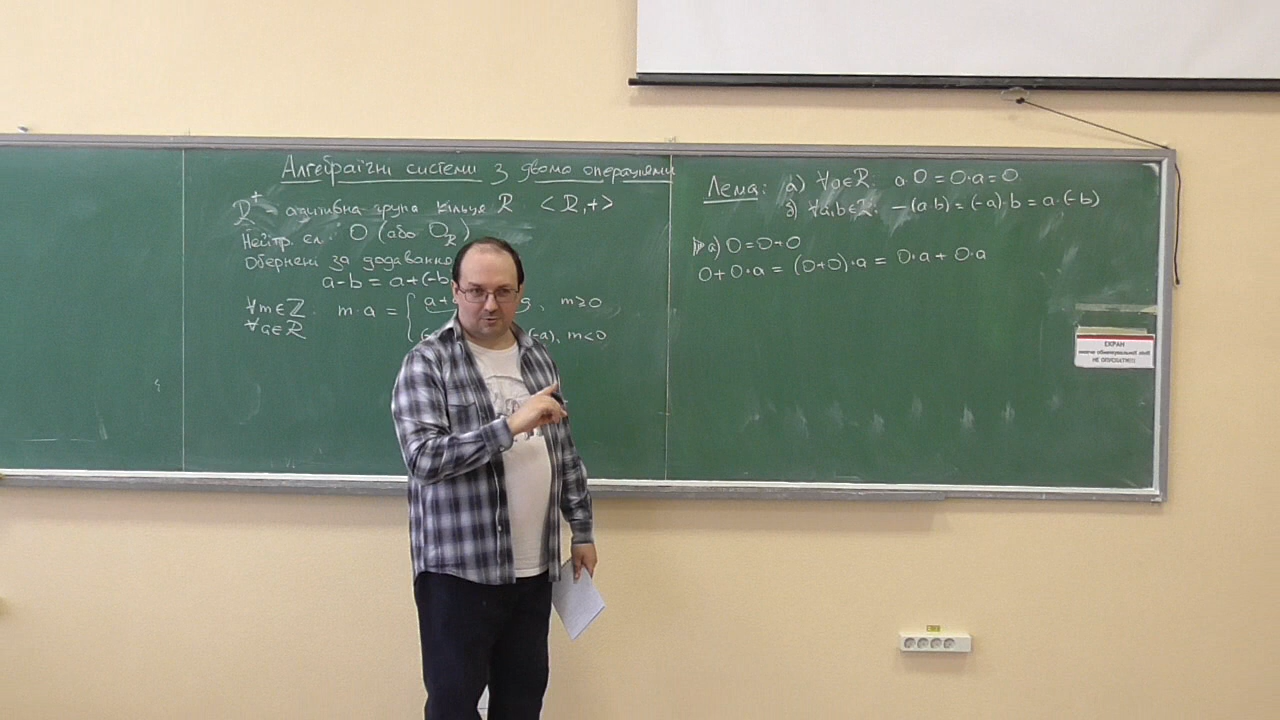 Алгебраїчні системи з двома операціями
R⁺ – адитивна група кільця R <R,+>
Нейтр. ел.: 0 (або 0_R)
Обернені за додаванн
a-b = a+(-b
∀m∈ℤ
∀a∈R
m·a = { a+ , m≥0,
(-a), m<0
Лема: а) ∀a∈R: a·0=0·a=0.
б) ∀a,b∈R: -(a·b)=(-a)·b=a·(-b)
а) 0=0+0
0+0·a = (0+0)·a = 0·a + 0·a
ЕКРАН
НЕ ОПУСКАТИ!!!